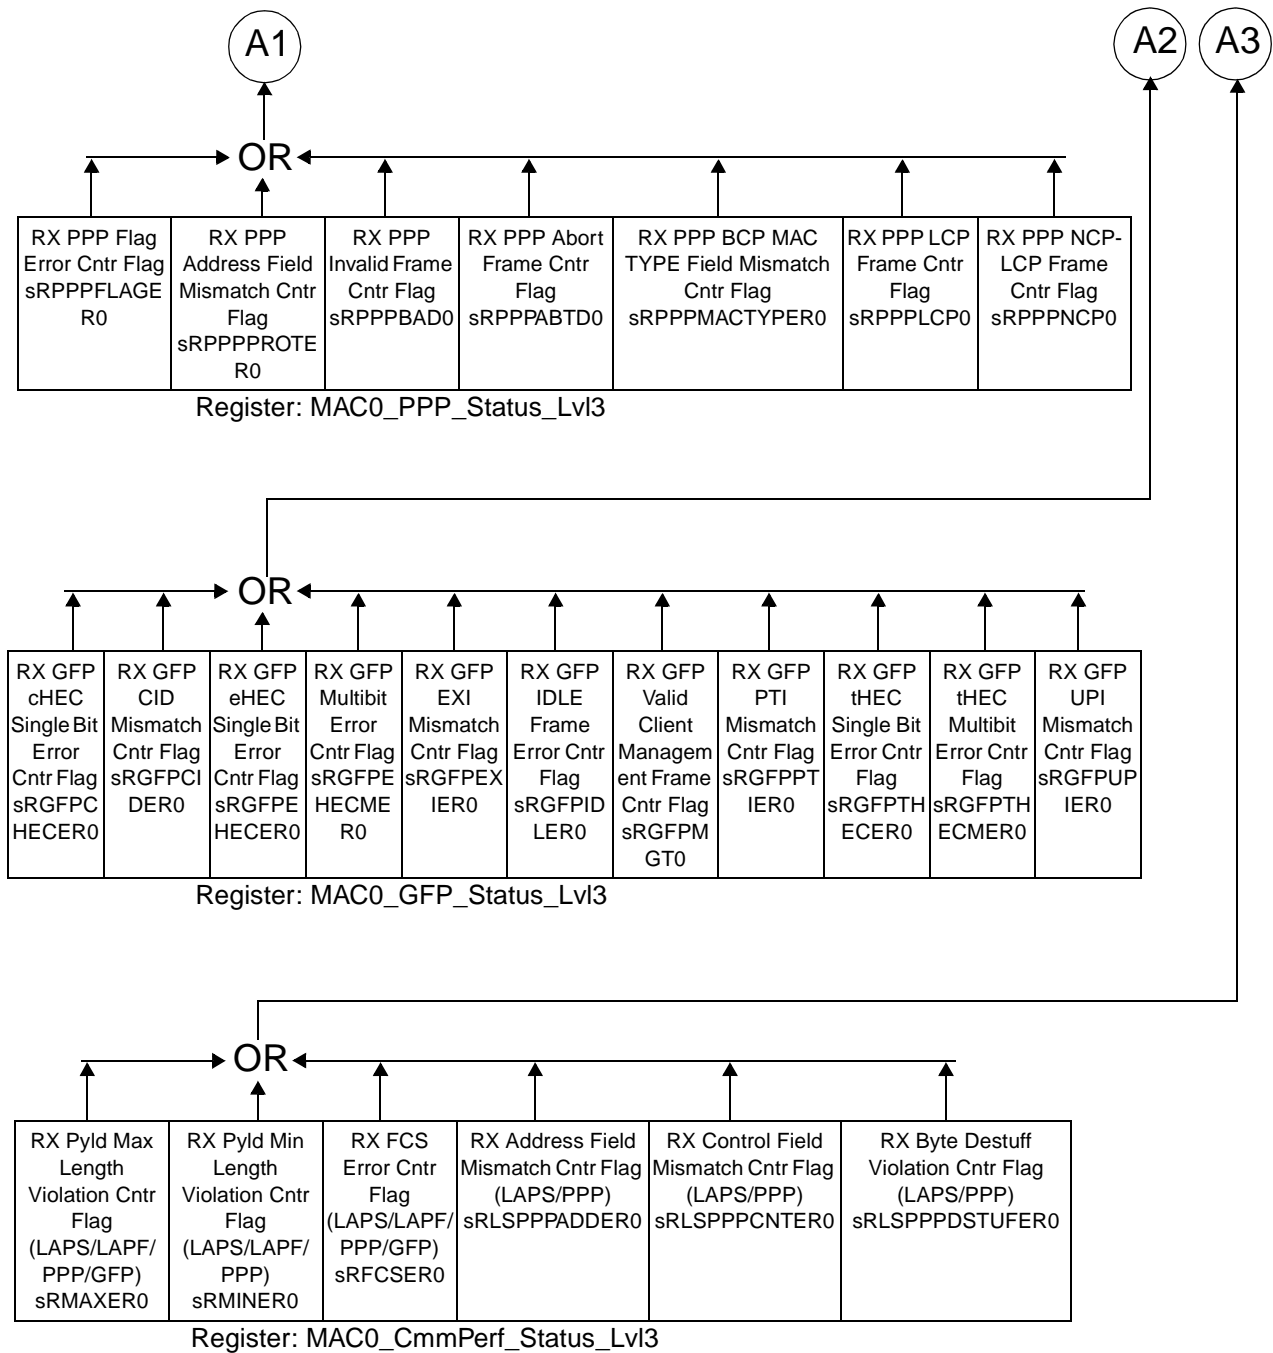 A1
A2
A3
OR
RX PPP Flag
Error Cntr Flag
sRPPPFLAGE
R0
RX PPP
Address Field
Mismatch Cntr
Flag
sRPPPPROTE
R0
RX PPP
Invalid Frame
Cntr Flag
sRPPPBAD0
RX PPP Abort
Frame Cntr
Flag
sRPPPABTD0
RX PPP BCP MAC
TYPE Field Mismatch
Cntr Flag
sRPPPMACTYPER0
RX PPP LCP
Frame Cntr
Flag
sRPPPLCP0
RX PPP NCP-
LCP Frame
Cntr Flag
sRPPPNCP0
Register: MAC0_PPP_Status_Lvl3
OR
RX GFP
cHEC
Single Bit
Error
Cntr Flag
sRGFPC
HECER0
RX GFP
CID
Mismatch
Cntr Flag
sRGFPCI
DER0
RX GFP
eHEC
Single Bit
Error
Cntr Flag
sRGFPE
HECER0
RX GFP
Multibit
Error
Cntr Flag
sRGFPE
HECME
R0
RX GFP
EXI
Mismatch
Cntr Flag
sRGFPEX
IER0
RX GFP
IDLE
Frame
Error Cntr
Flag
sRGFPID
LER0
RX GFP
Valid
Client
Managem
ent Frame
Cntr Flag
sRGFPM
GT0
RX GFP
PTI
Mismatch
Cntr Flag
sRGFPPT
IER0
RX GFP
tHEC
Single Bit
Error Cntr
Flag
sRGFPTH
ECER0
RX GFP
tHEC
Multibit
Error Cntr
Flag
sRGFPTH
ECMER0
RX GFP
UPI
Mismatch
Cntr Flag
sRGFPUP
IER0
Register: MAC0_GFP_Status_Lvl3
OR
RX Pyld Max
Length
Violation Cntr
Flag
(LAPS/LAPF/
PPP/GFP)
sRMAXER0
RX Pyld Min
Length
Violation Cntr
Flag
(LAPS/LAPF/
PPP)
sRMINER0
RX FCS
Error Cntr
Flag
(LAPS/LAPF/
PPP/GFP)
sRFCSER0
RX Address Field
Mismatch Cntr Flag
(LAPS/PPP)
sRLSPPPADDER0
RX Control Field
Mismatch Cntr Flag
(LAPS/PPP)
sRLSPPPCNTER0
RX Byte Destuff
Violation Cntr Flag
(LAPS/PPP)
sRLSPPPDSTUFER0
Register: MAC0_CmmPerf_Status_Lvl3